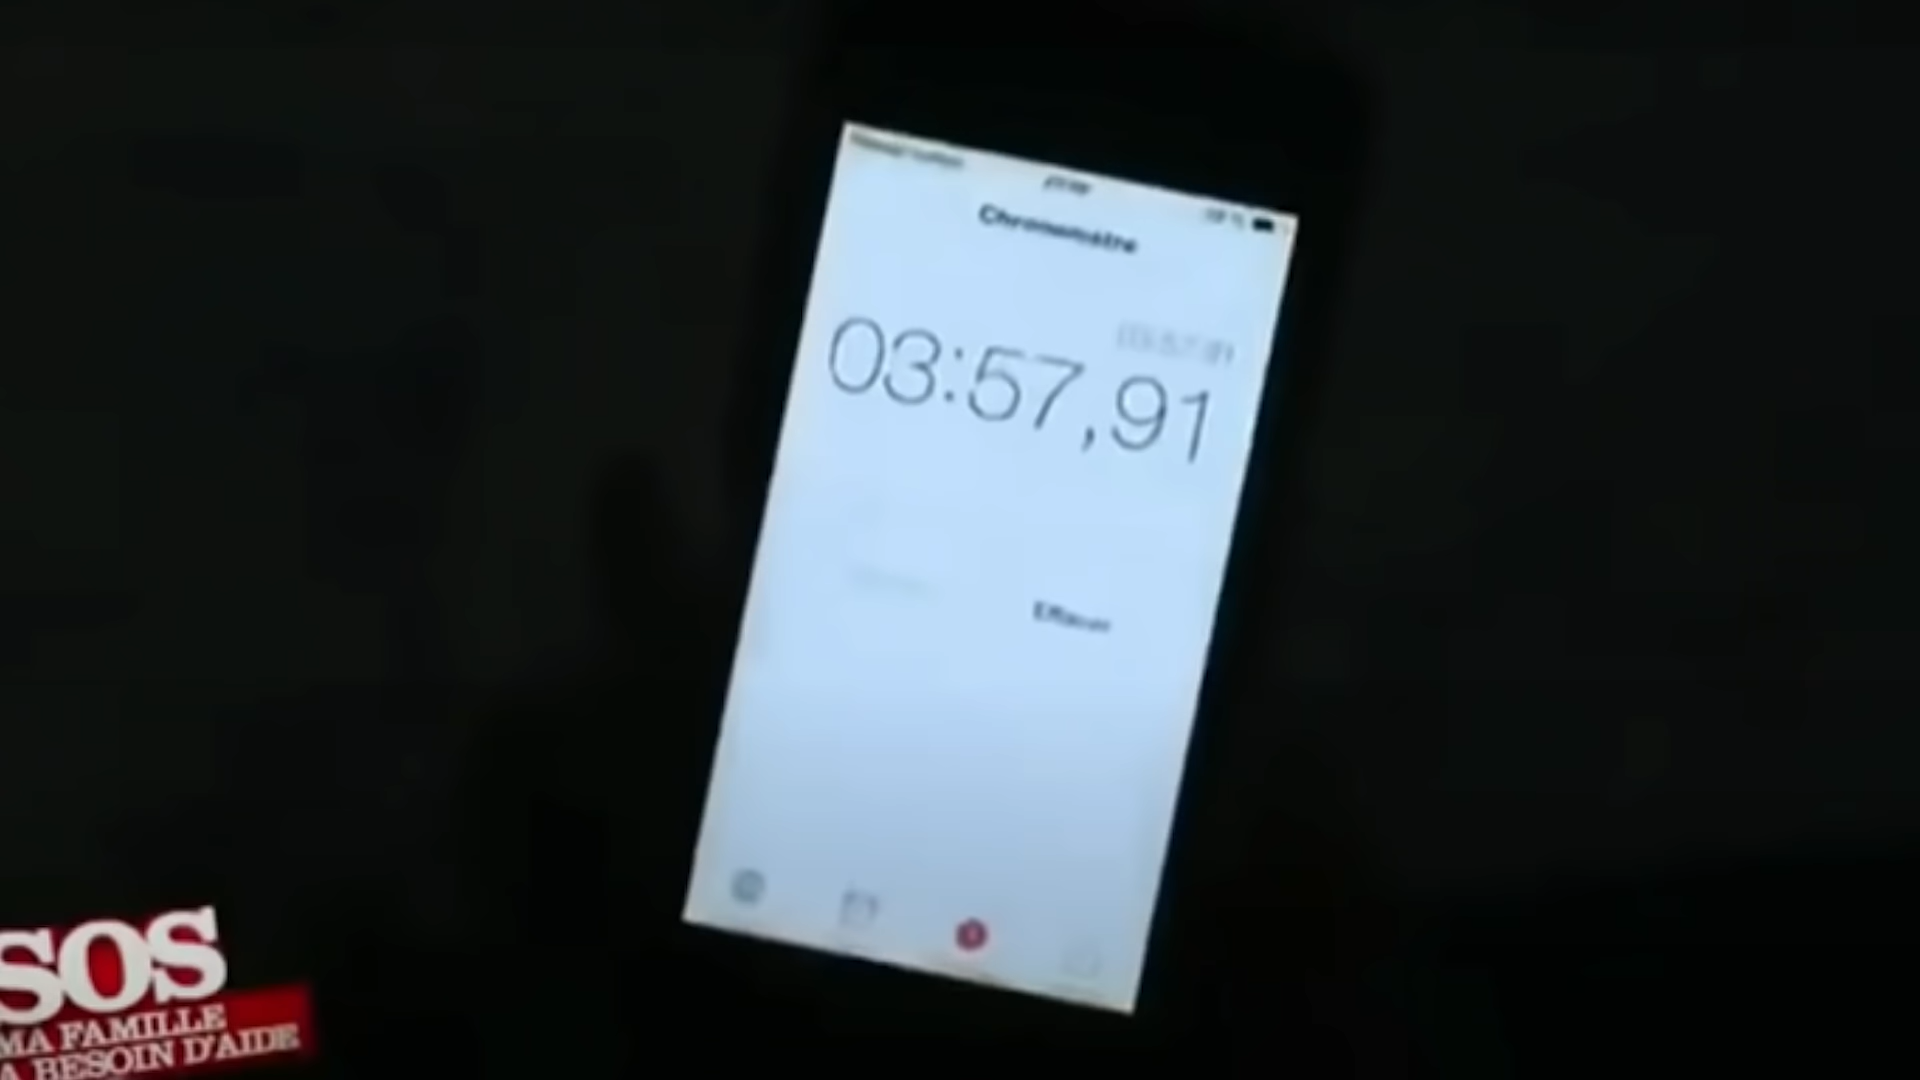 Chronomètre
03:57,91
Effacer
SOS
MA FAMILLE
A BESOIN D'AIDE